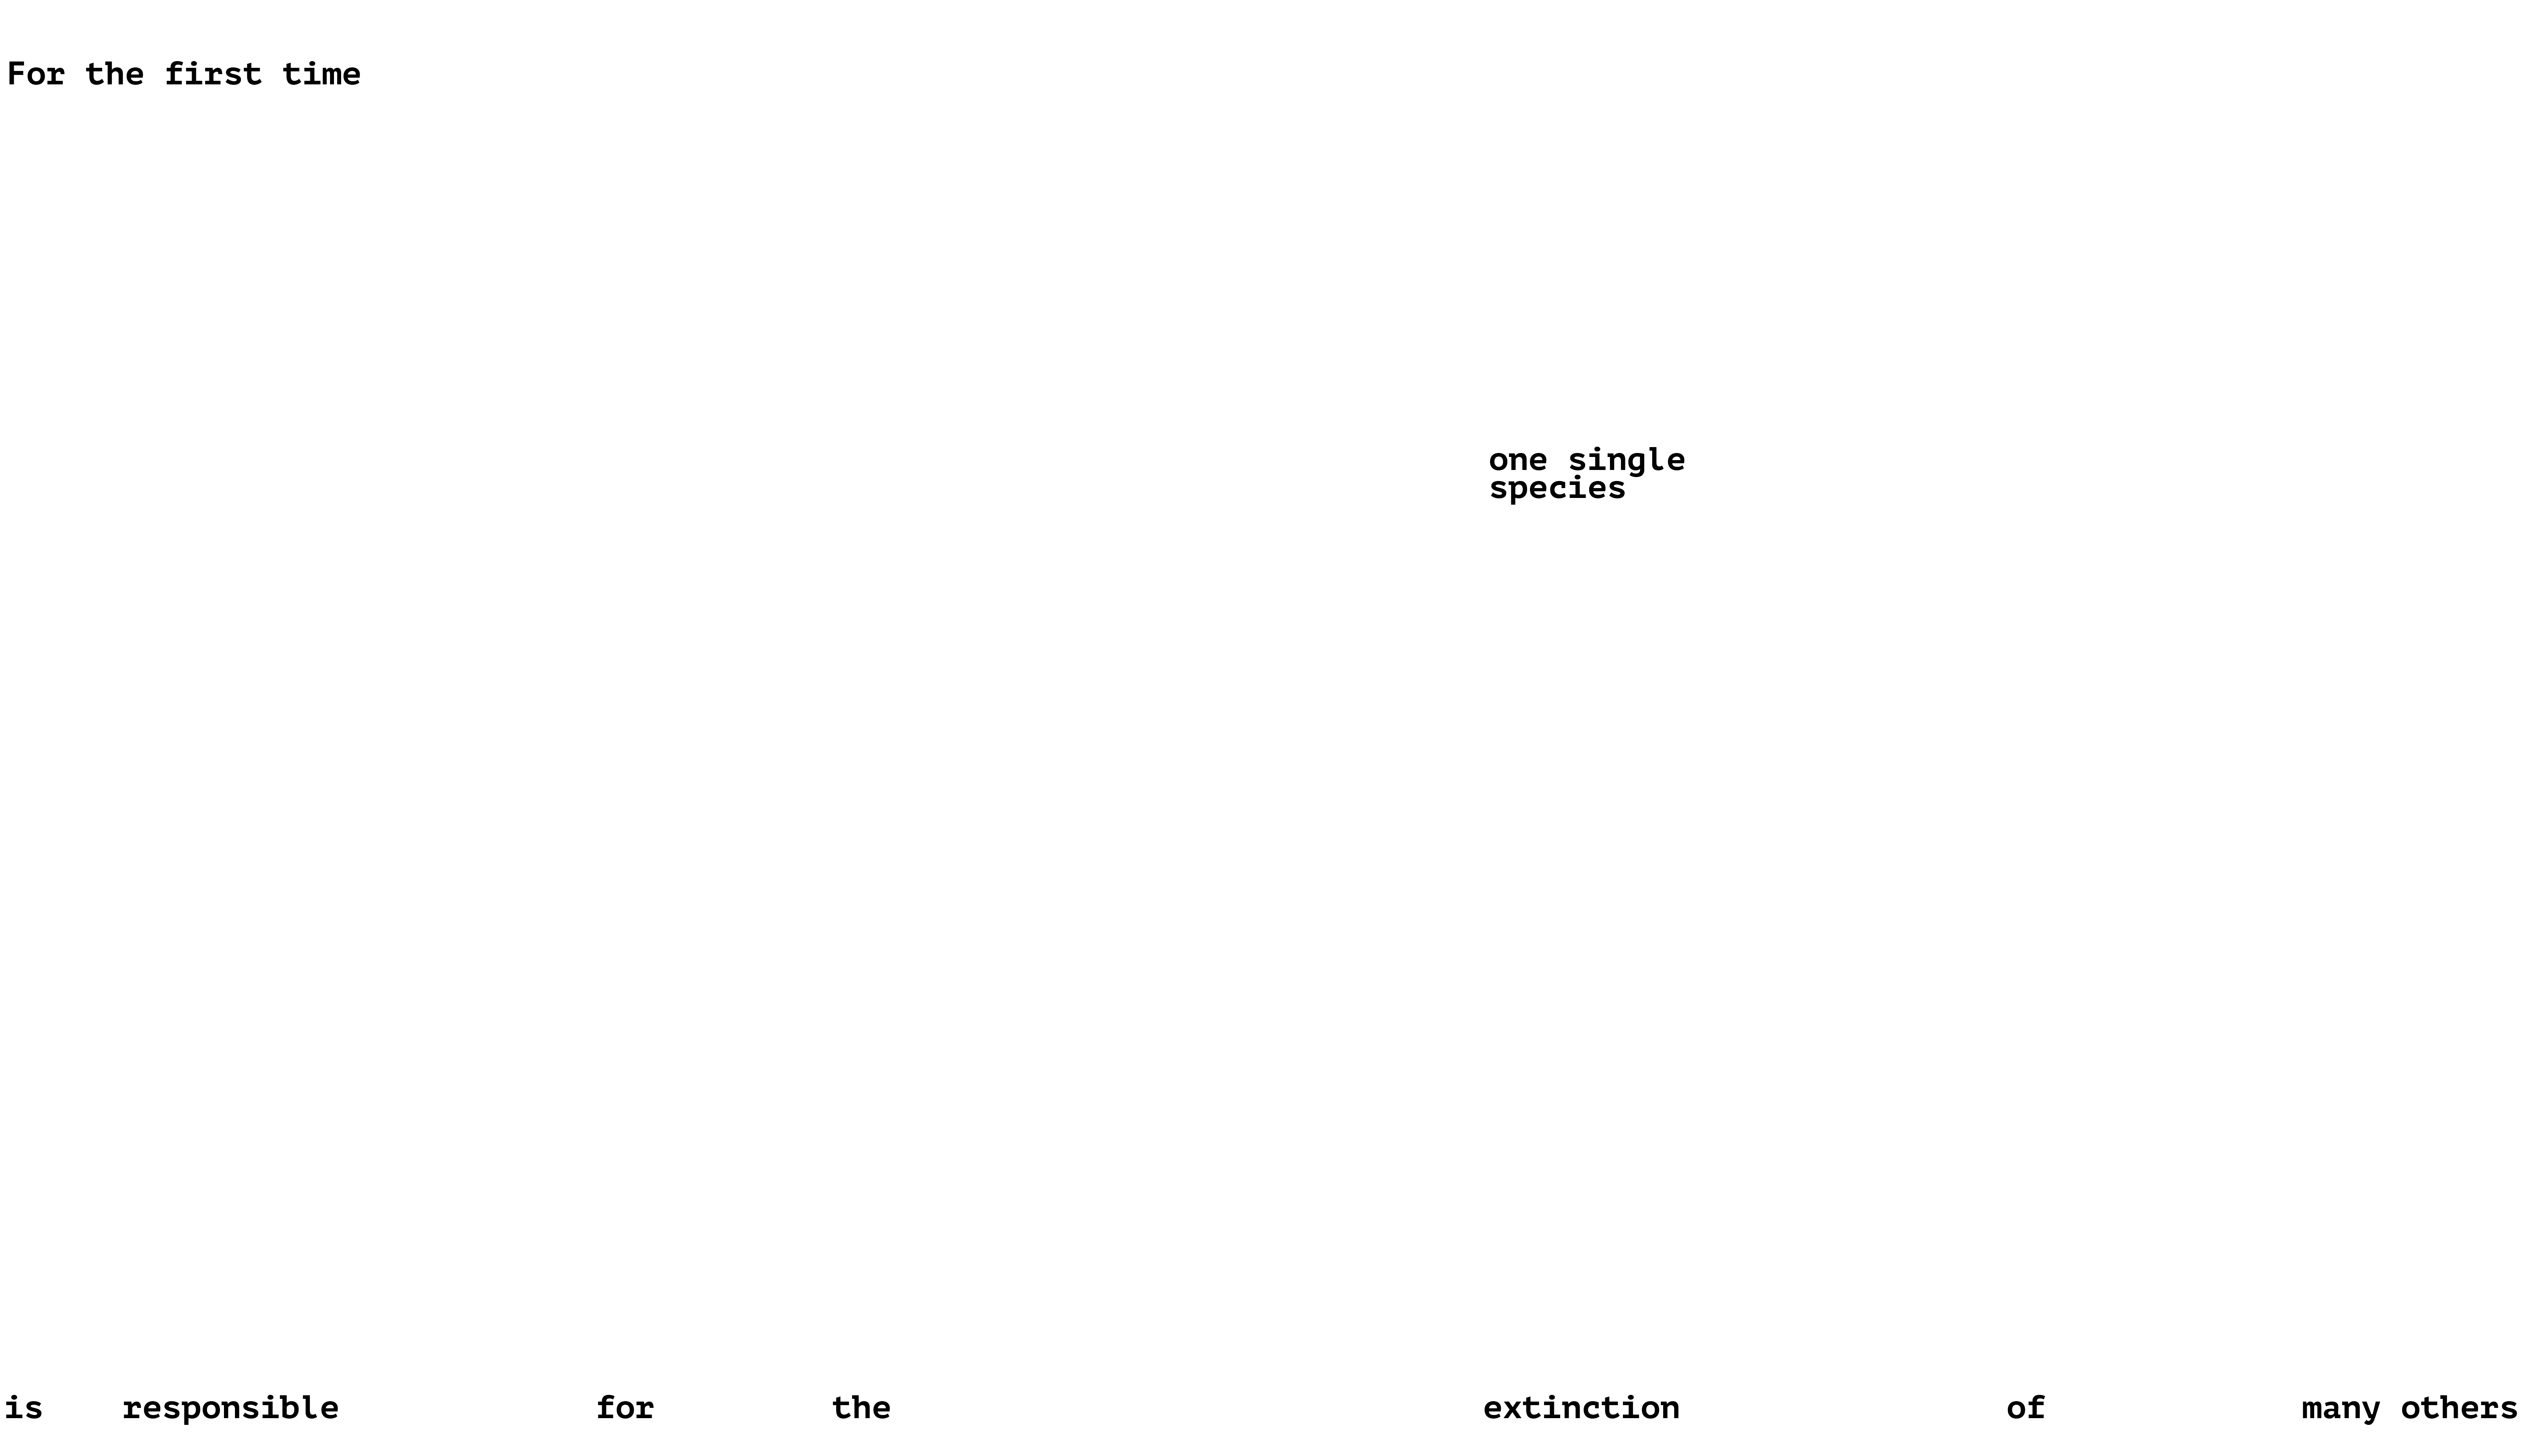 For the first time
one single
species
is responsible for the extinction of many others